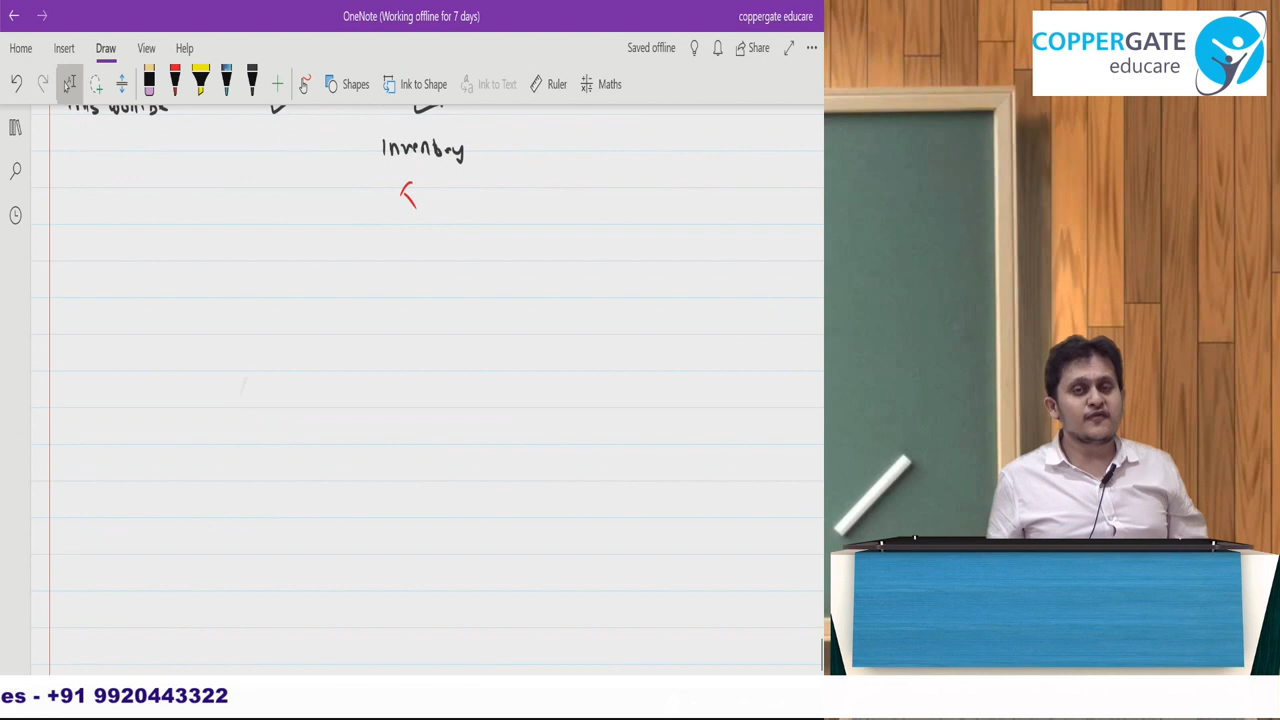 OneNote (Working offline for 7 days)
coppergate educare
Home Insert Draw View Help
Saved offline
Share
Shapes
Ink to Shape
Ink to Text
Ruler
Maths
Inventory
COPPERGATE
educare
es - +91 9920443322